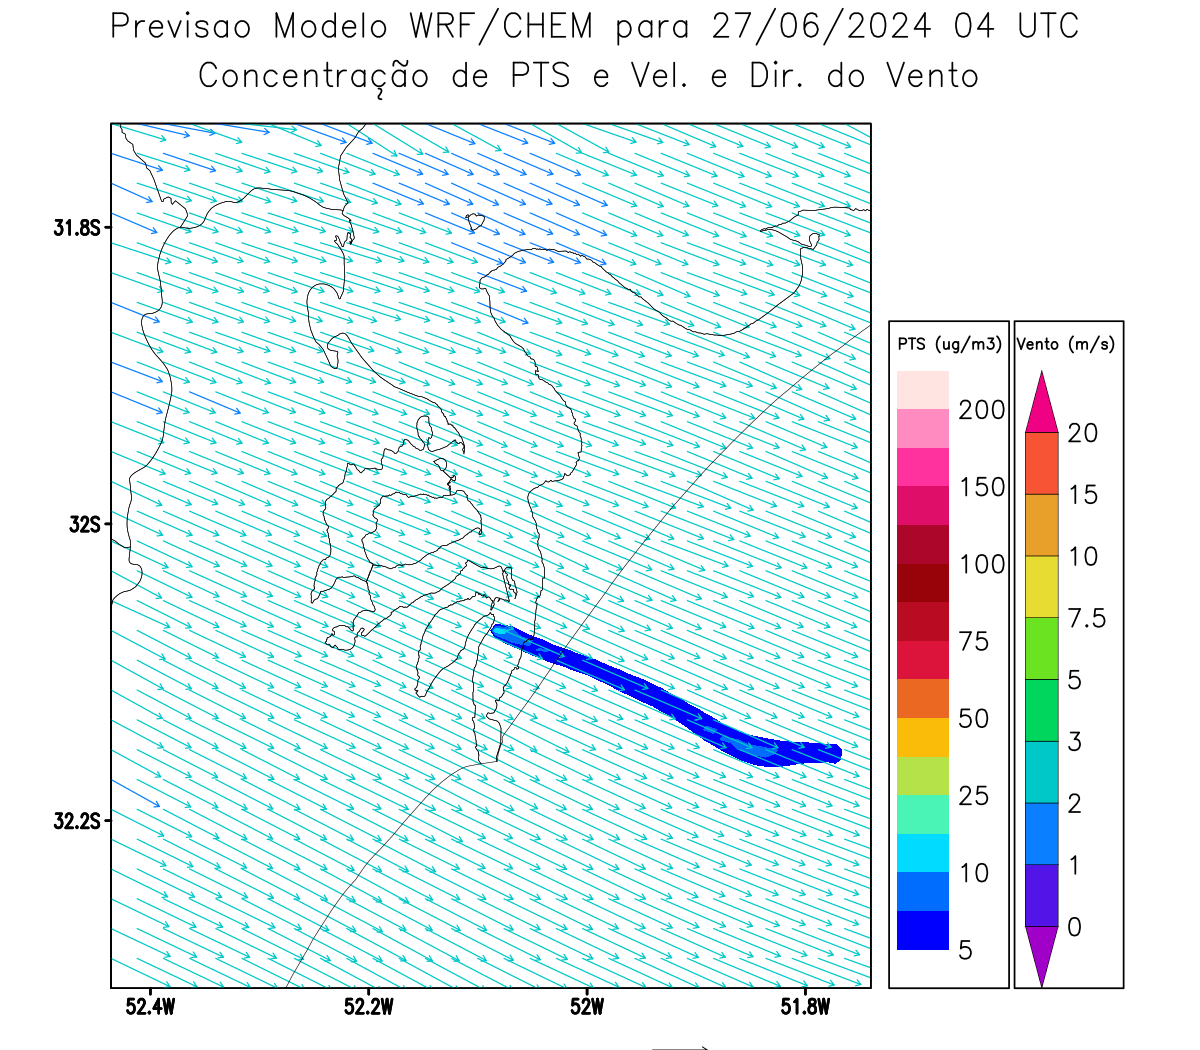 Previsao Modelo WRF/CHEM para 27/06/2024 04 UTC
Concentração de PTS e Vel. e Dir. do Vento
31.8S
32S
32.2S
52.4W
52.2W
52W
51.8W
PTS (ug/m3)
200
150
100
75
50
25
10
5
Vento (m/s)
20
15
10
7.5
5
3
2
1
0